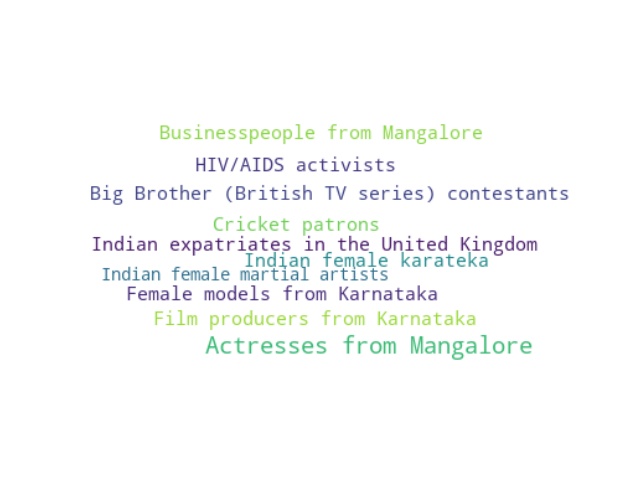 Businesspeople from Mangalore
HIV/AIDS activists
Big Brother (British TV series) contestants
Cricket patrons
Indian expatriates in the United Kingdom
Indian female karateka
Indian female martial artists
Female models from Karnataka
Film producers from Karnataka
Actresses from Mangalore